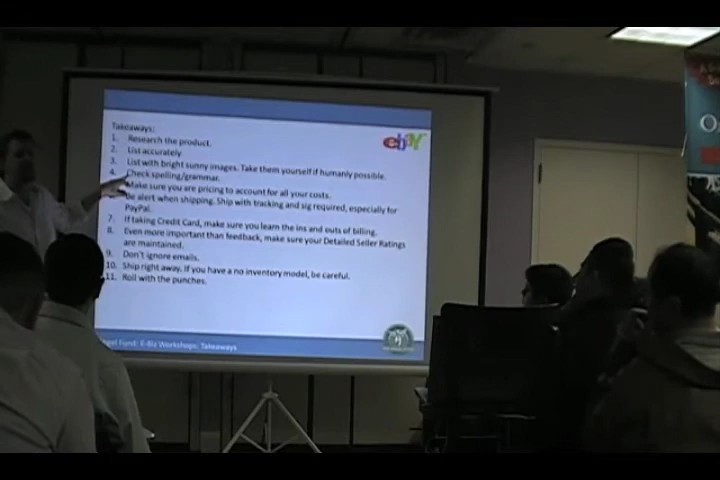 Takeaways:
ebay
1. Research the product.
2. List accurately
3. List with bright sunny images. Take them yourself if humanly possible.
4. Check spelling/grammar.
Make sure you are pricing to account for all your costs.
Be alert when shipping. Ship with tracking and sig required, especially for
PayPal.
7. If taking Credit Card, make sure you learn the ins and outs of billing.
8. Even more important than feedback, make sure your Detailed Seller Ratings
are maintained.
9. Don't ignore emails.
10. Ship right away. If you have a no inventory model, be careful.
11. Roll with the punches.
Fund: E-Biz Workshops: Takeaways